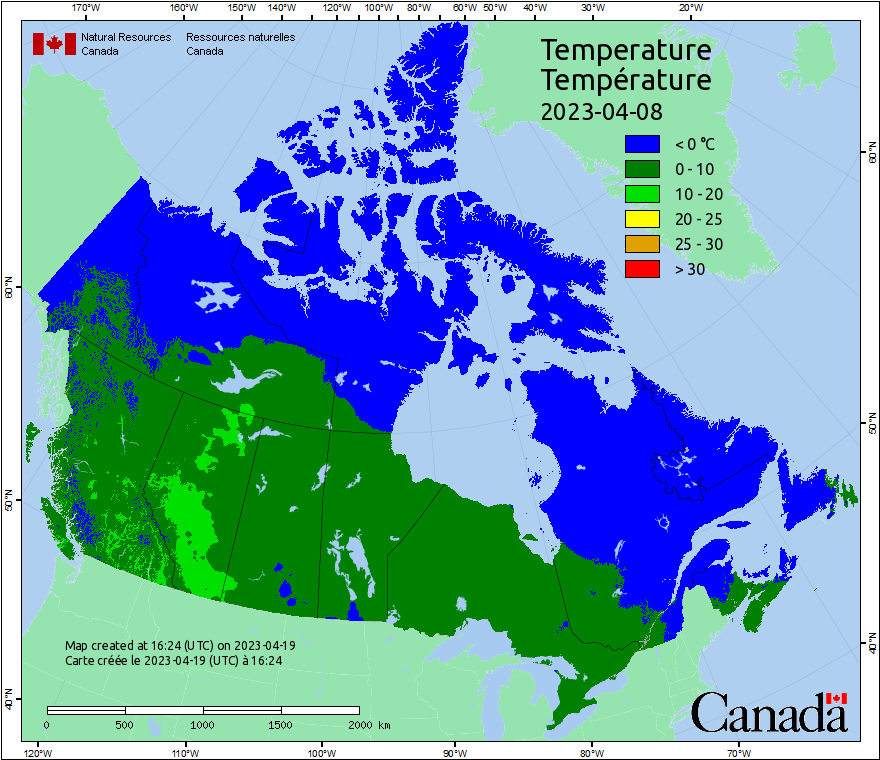 170°W 160°W 150°W 140°W 130°W 120°W 110°W 100°W 90°W 80°W 60°W 50°W 40°W 30°W 20°W
Natural Resources Canada
Ressources naturelles Canada
Temperature
Température
2023-04-08
< 0 °C
0 - 10
10 - 20
20 - 25
25 - 30
> 30
60°N
60°N
50°N
50°N
40°N
40°N
Map created at 16:24 (UTC) on 2023-04-19
Carte créée le 2023-04-19 (UTC) à 16:24
0 500 1000 1500 2000 km
Canada
120°W 110°W 100°W 90°W 80°W 70°W